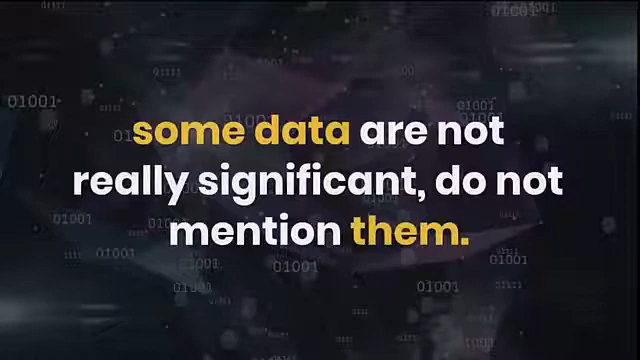 some data are not
really significant, do not
mention them.